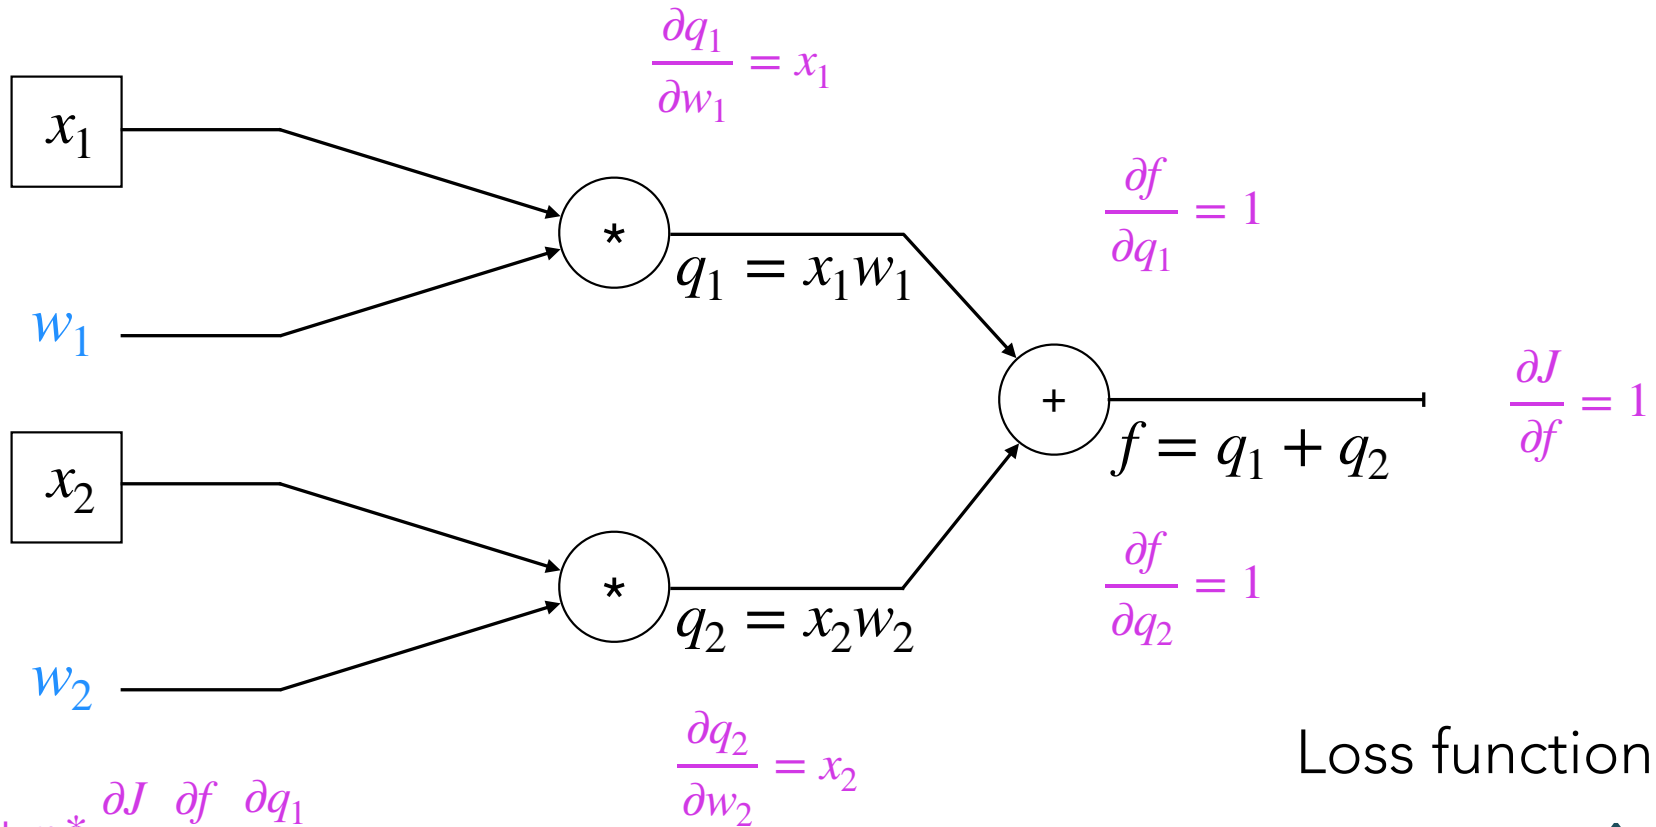 ∂q₁/∂w₁ = x₁
x₁
*
q₁ = x₁w₁
w₁
∂f/∂q₁ = 1
+
f = q₁ + q₂
∂J/∂f = 1
x₂
*
q₂ = x₂w₂
w₂
∂f/∂q₂ = 1
∂q₂/∂w₂ = x₂
Loss function
* ∂J ∂f ∂q₁